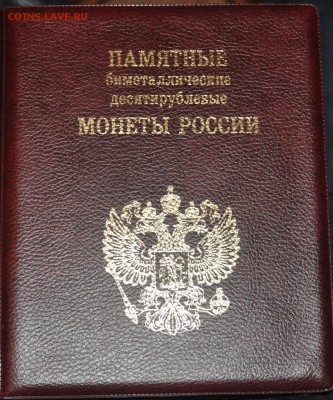 COINS.LAVE.RU
ПАМЯТНЫЕ
биметаллические
десятирублевые
МОНЕТЫ РОССИИ